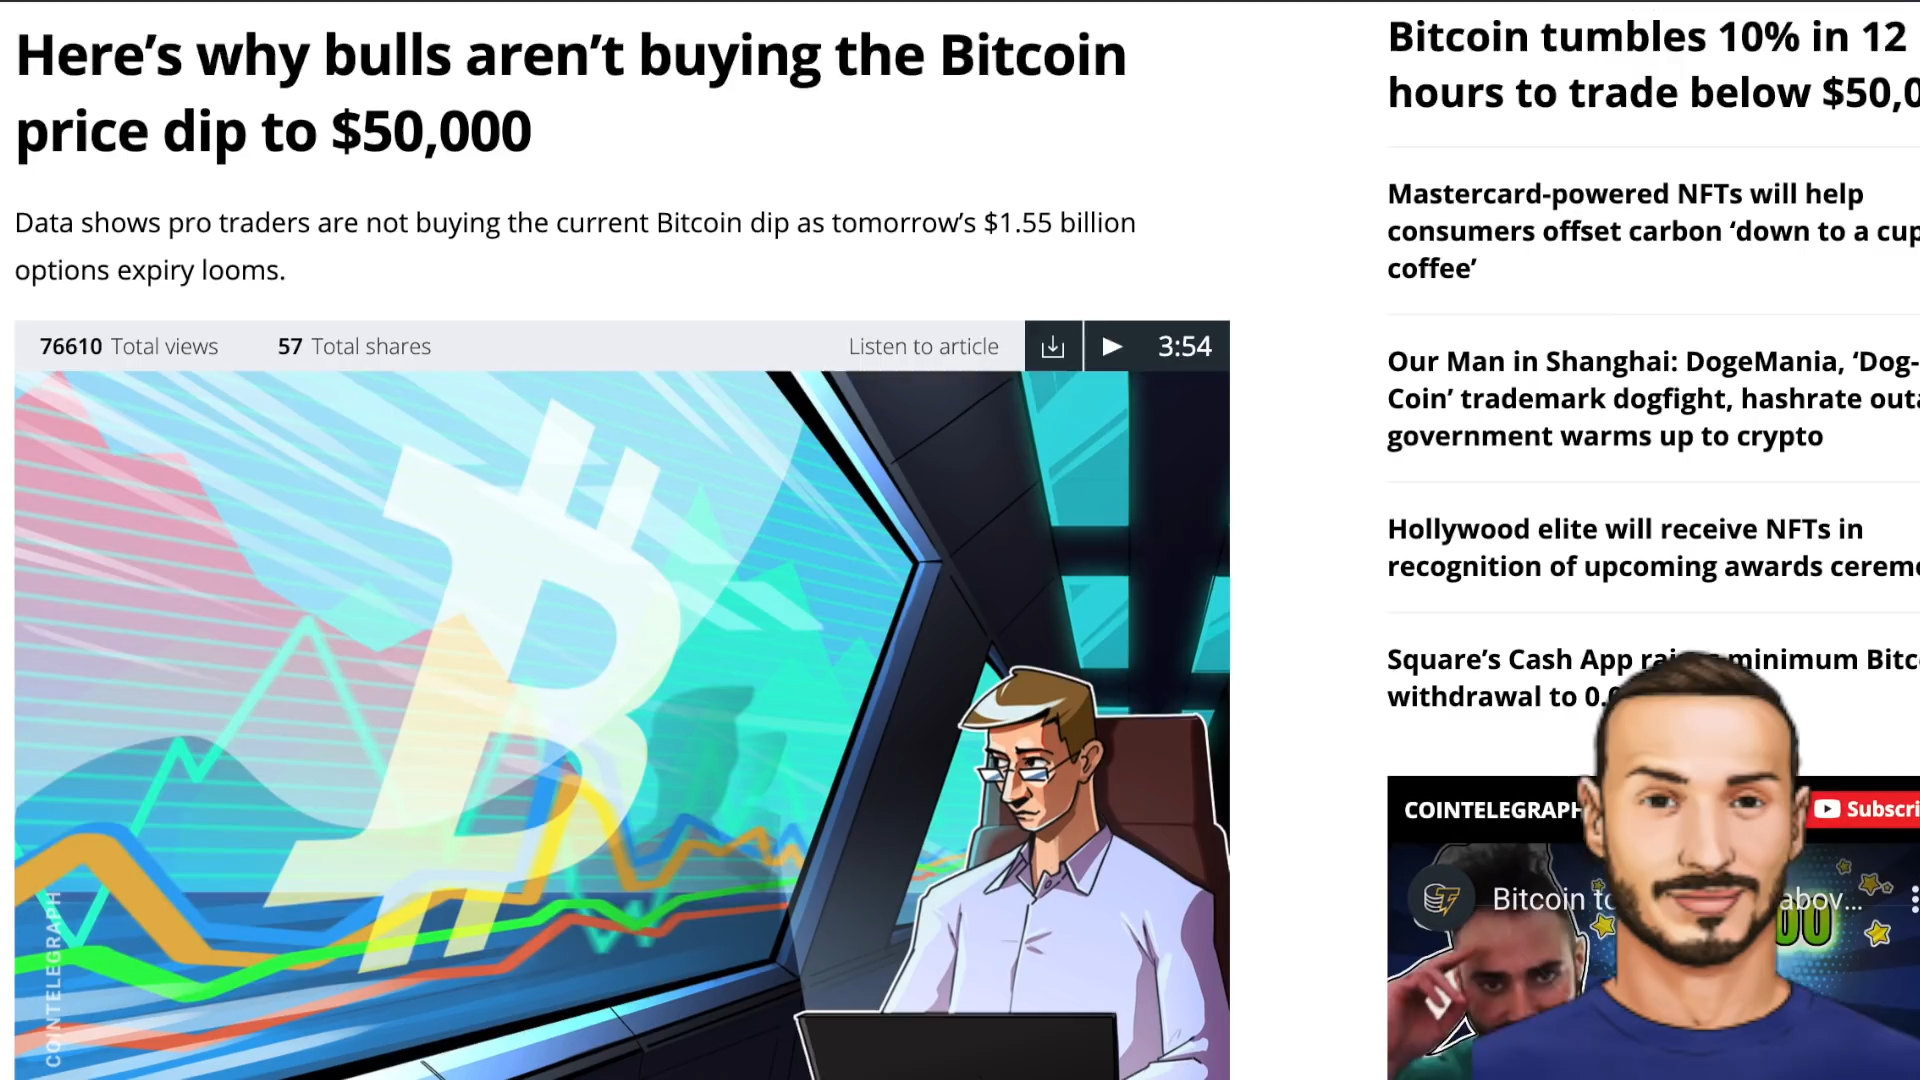 Here’s why bulls aren’t buying the Bitcoin
price dip to $50,000
Data shows pro traders are not buying the current Bitcoin dip as tomorrow’s $1.55 billion
options expiry looms.
76610 Total views 57 Total shares Listen to article 3:54
COINTELEGRAPH
Bitcoin tumbles 10% in 12
hours to trade below $50,0
Mastercard-powered NFTs will help
consumers offset carbon ‘down to a cup
coffee’
Our Man in Shanghai: DogeMania, ‘Dog-
Coin’ trademark dogfight, hashrate outa
government warms up to crypto
Hollywood elite will receive NFTs in
recognition of upcoming awards cerem
Square’s Cash App minimum Bitc
withdrawal to 0.
COINTELEGRAPH Subscri
Bitcoin to abov...
00